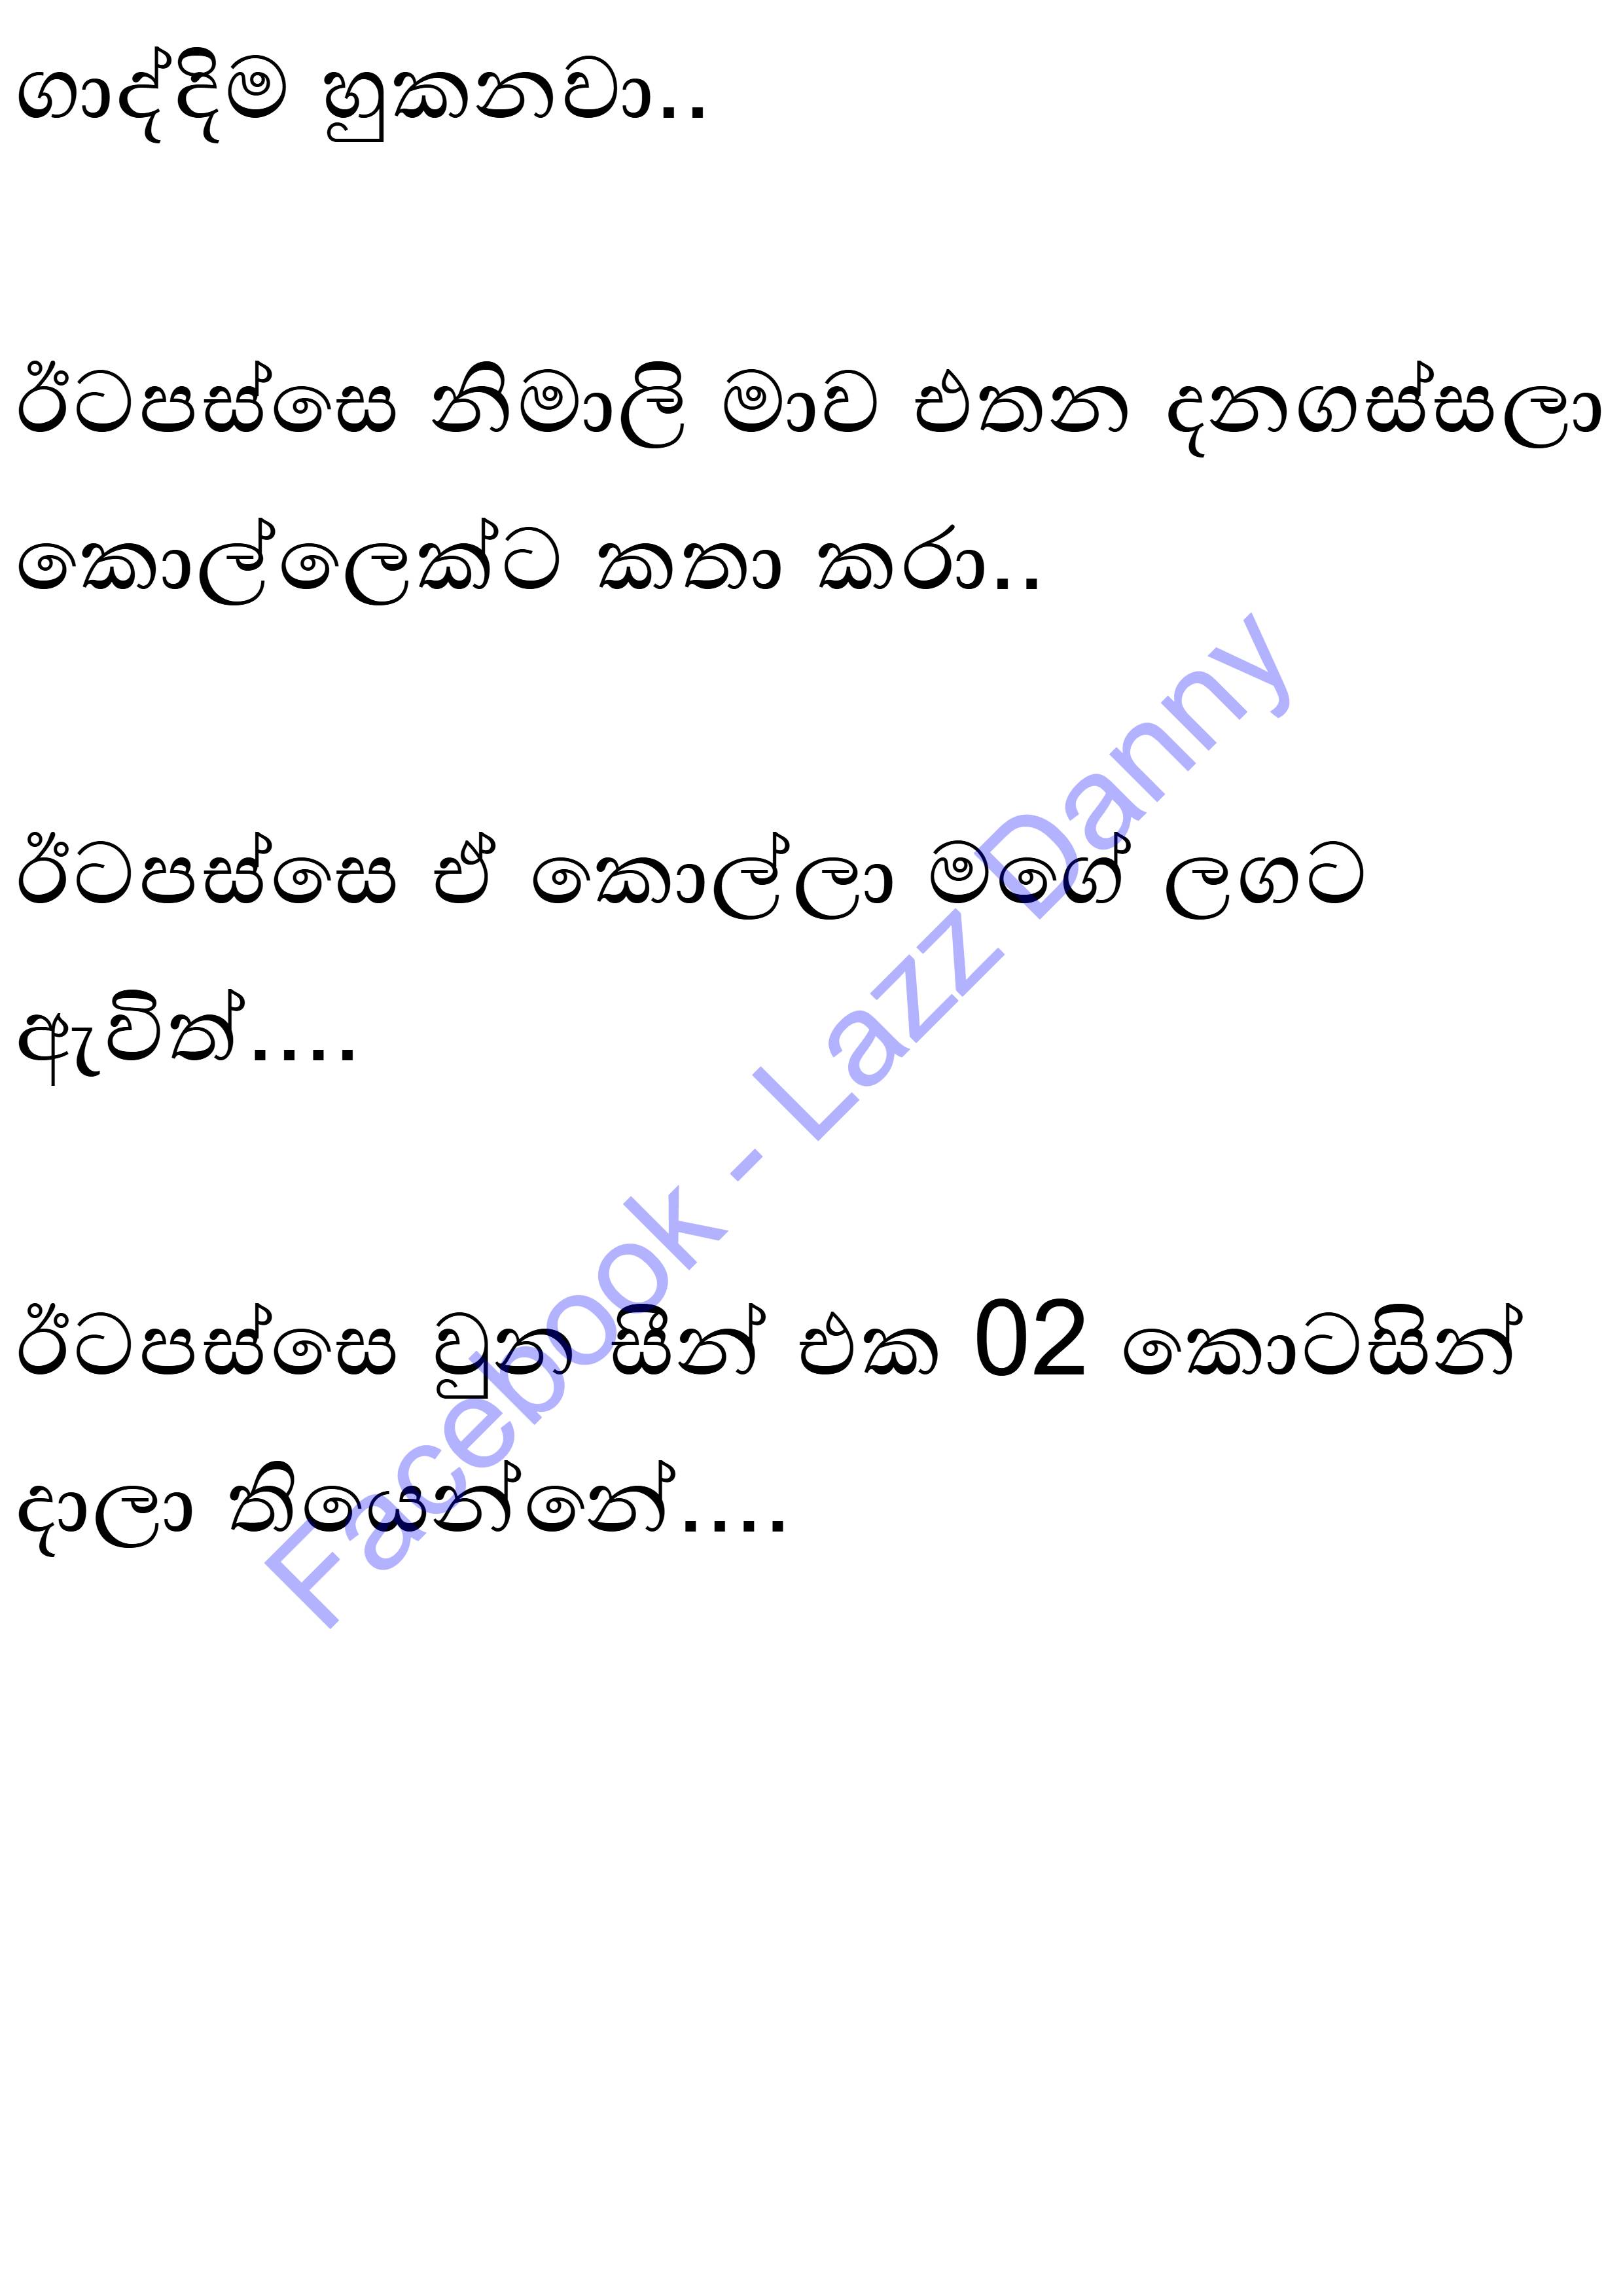 ගාද්දිම හුකනවා..
ඊටපස්සෙ තිමාලි මාව එතන දනගස්සලා
කොල්ලෙක්ට කතා කරා..
ඊටපස්සෙ ඒ කොල්ලා මගේ ලගට
ඇවිත්....
ඊටපස්සෙ වුන සීන් එක 02 කොටසින්
දාලා තියෙන්නේ....
Facebook - Lazz Danny